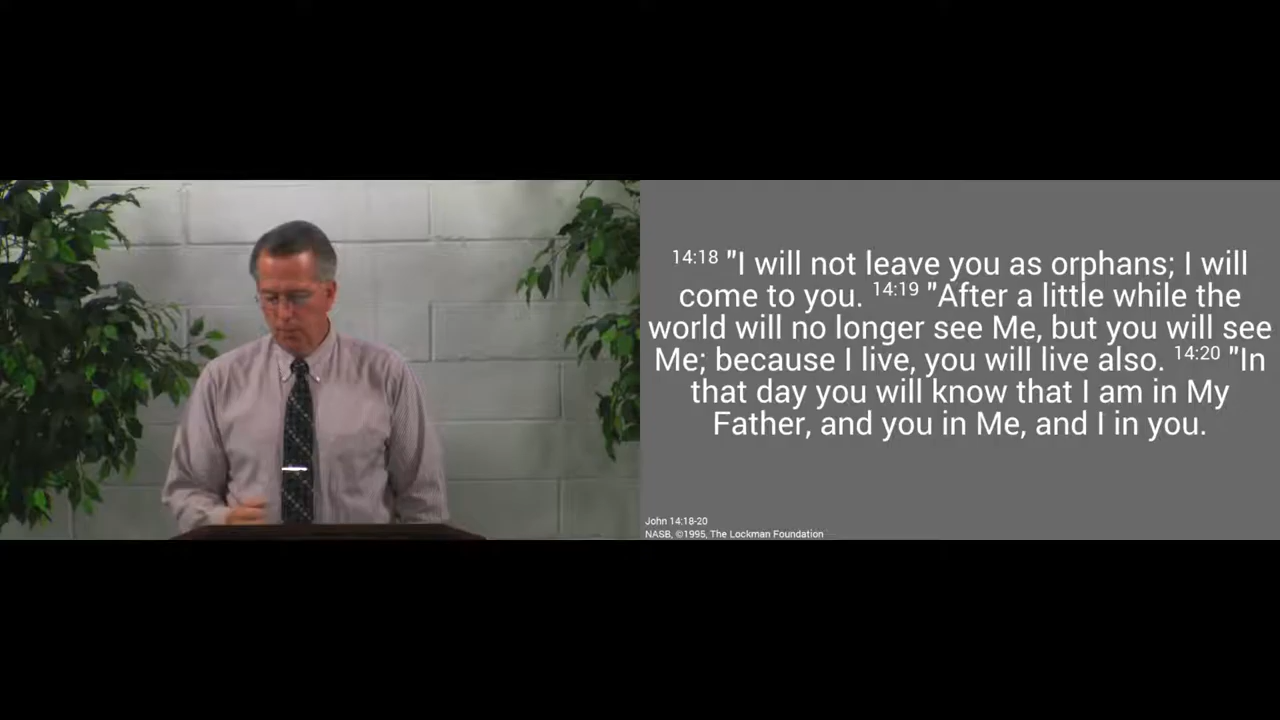 14:18 "I will not leave you as orphans; I will
come to you. 14:19 "After a little while the
world will no longer see Me, but you will see
Me; because I live, you will live also. 14:20 "In
that day you will know that I am in My
Father, and you in Me, and I in you.
John 14:18-20
NASB, ©1995, The Lockman Foundation